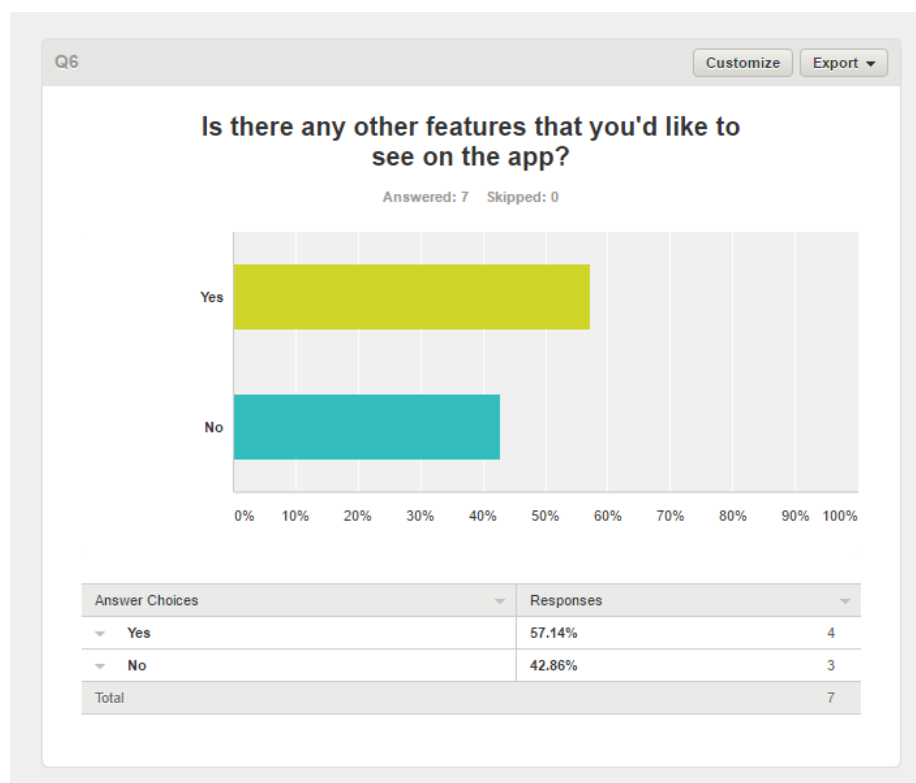 Q6
Customize
Export
Is there any other features that you'd like to
see on the app?
Answered: 7 Skipped: 0
Yes
No
0% 10% 20% 30% 40% 50% 60% 70% 80% 90% 100%
Answer Choices Responses
Yes 57.14% 4
No 42.86% 3
Total 7